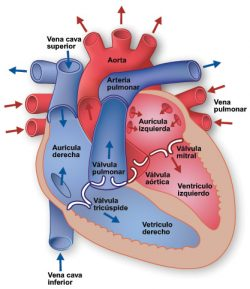 Vena cava
superior
Aorta
Arteria
pulmonar
Vena
pulmonar
Aurícula
izquierda
Aurícula
derecha
Válvula
mitral
Válvula
pulmonar
Válvula
aórtica
Ventrículo
izquierdo
Válvula
tricúspide
Vetrículo
derecho
Vena cava
inferior